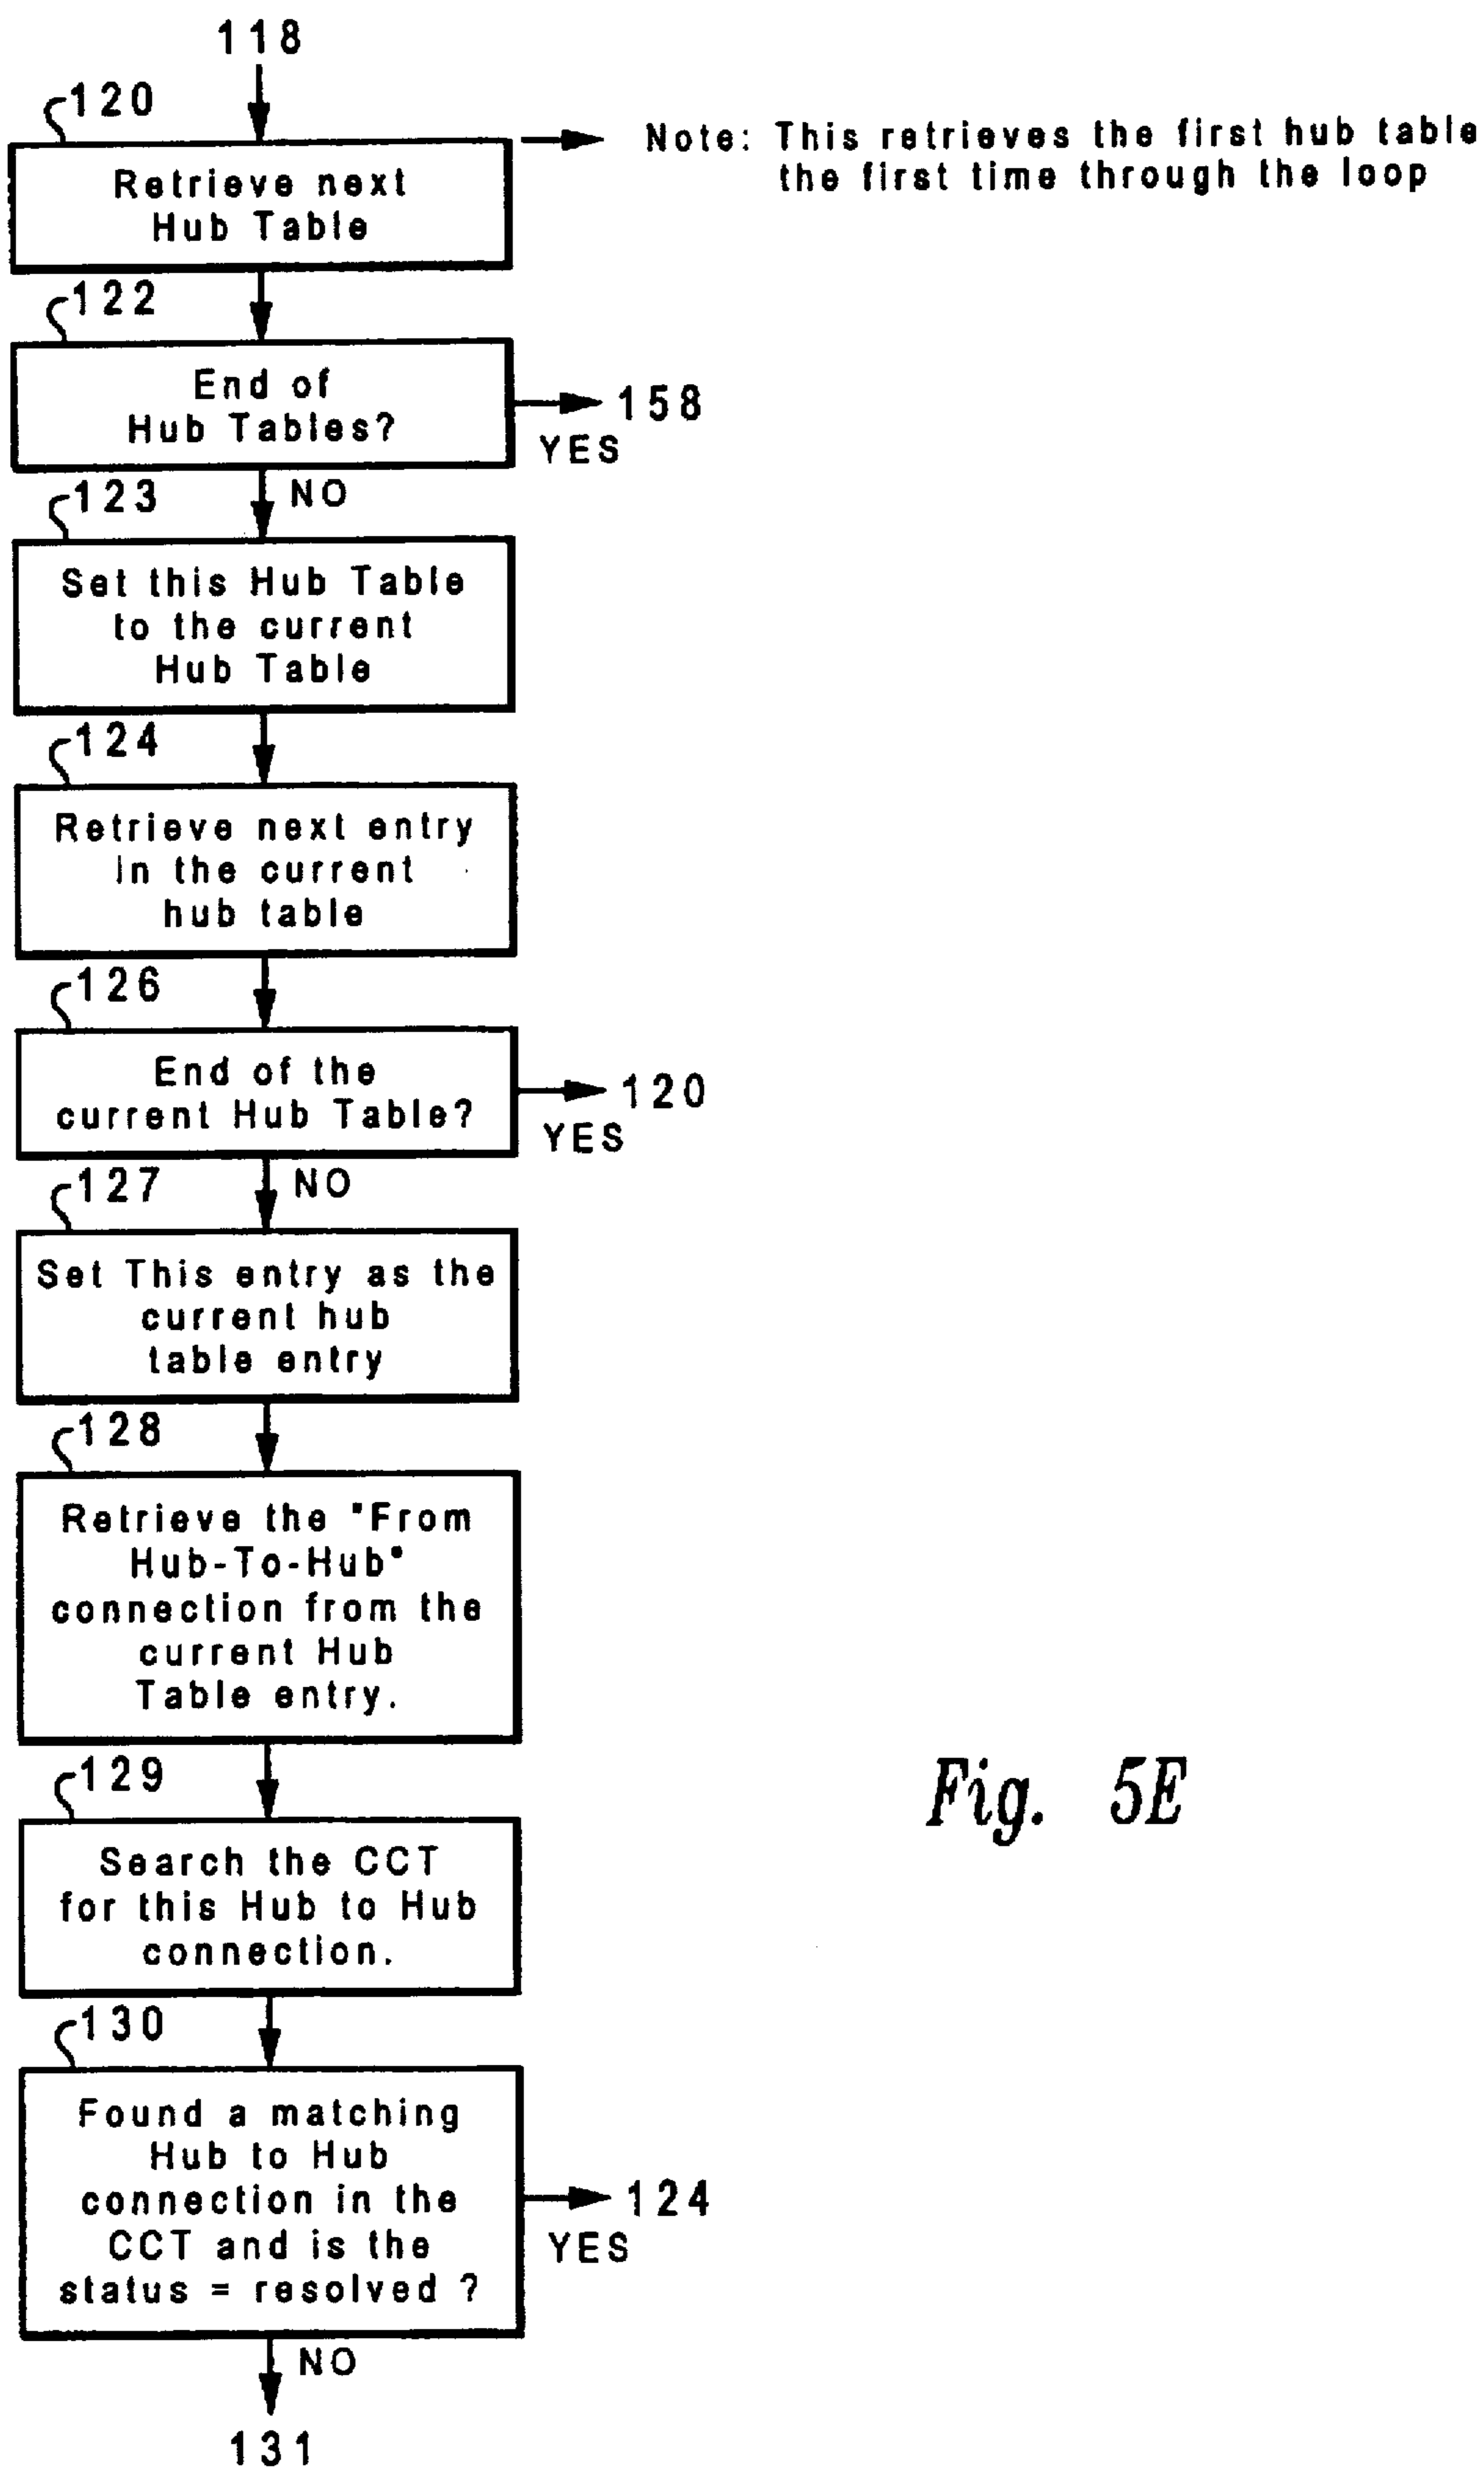 118
120
Note: This retrieves the first hub table
the first time through the loop
Retrieve next
Hub Table
122
End of
Hub Tables?
158
YES
NO
123
Set this Hub Table
to the current
Hub Table
124
Retrieve next entry
in the current
hub table
126
End of the
current Hub Table?
120
YES
NO
127
Set This entry as the
current hub
table entry
128
Retrieve the "From
Hub-To-Hub"
connection from the
current Hub
Table entry.
129
Search the CCT
for this Hub to Hub
connection.
130
Found a matching
Hub to Hub
connection in the
CCT and is the
status = resolved ?
124
YES
NO
131
Fig. 5E